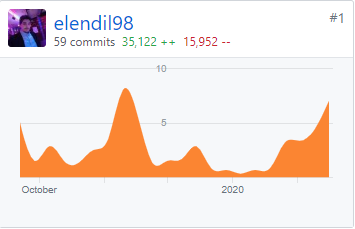 elendil98 #1
59 commits 35,122 ++ 15,952 --
10
5
October 2020